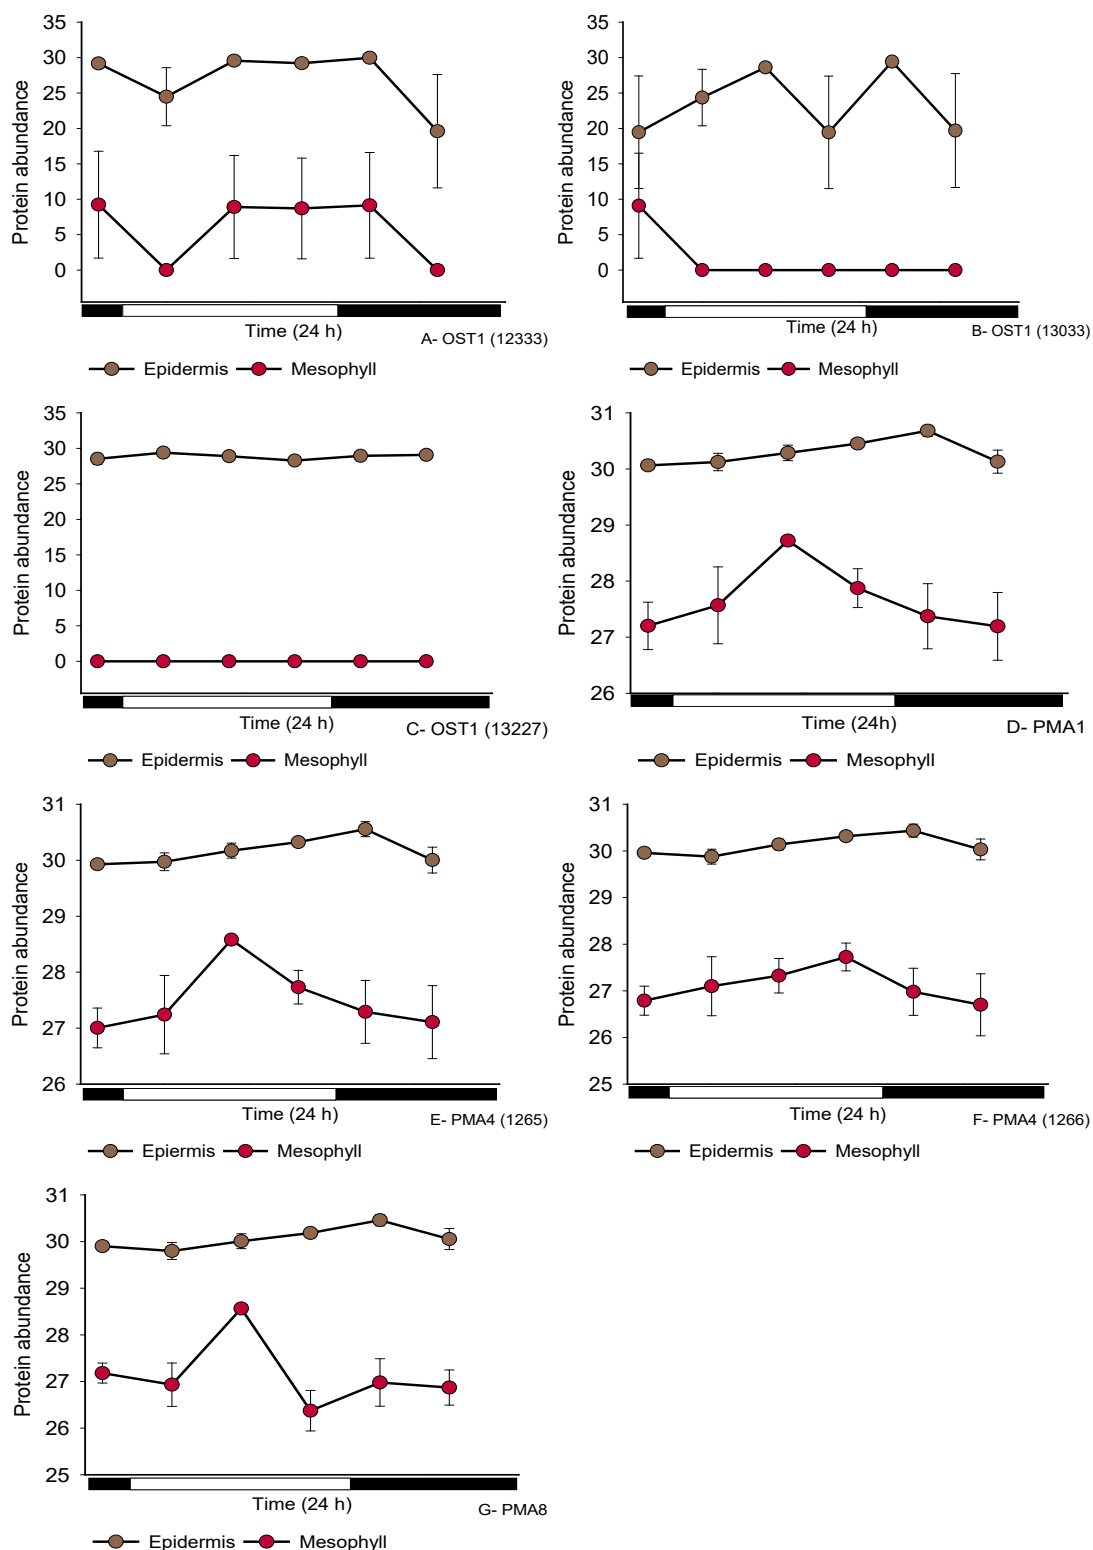 35
30
25
20
15
10
5
0
Protein abundance
Time (24 h)
A- OST1 (12333)
Epidermis Mesophyll
35
30
25
20
15
10
5
0
Protein abundance
Time (24 h)
B- OST1 (13033)
Epidermis Mesophyll
35
30
25
20
15
10
5
0
Protein abundance
Time (24 h)
C- OST1 (13227)
Epidermis Mesophyll
31
30
29
28
27
26
Protein abundance
Time (24h)
D- PMA1
Epidermis Mesophyll
31
30
29
28
27
26
Protein abundance
Time (24 h)
E- PMA4 (1265)
Epiermis Mesophyll
31
30
29
28
27
26
25
Protein abundance
Time (24 h)
F- PMA4 (1266)
Epidermis Mesophyll
31
30
29
28
27
26
25
Protein abundance
Time (24 h)
G- PMA8
Epidermis Mesophyll